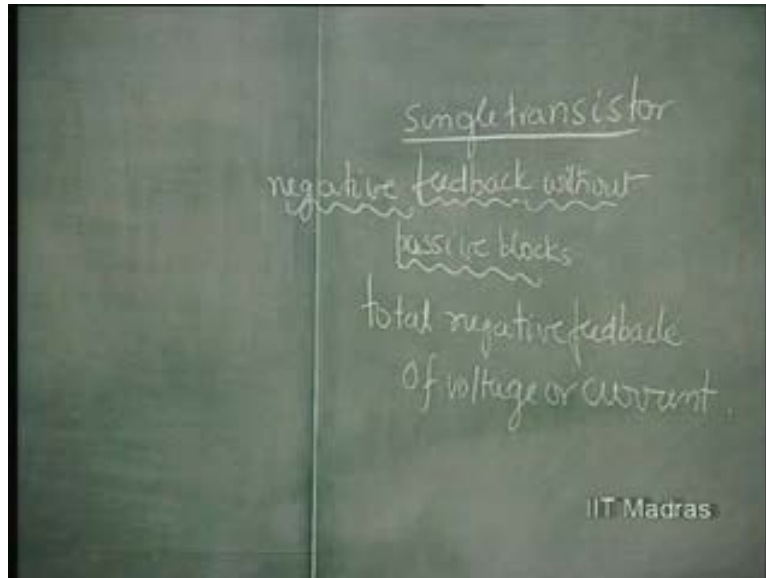 single transistor
negative feedback without
passive blocks
total negative feedback
of voltage or current.
IIT Madras